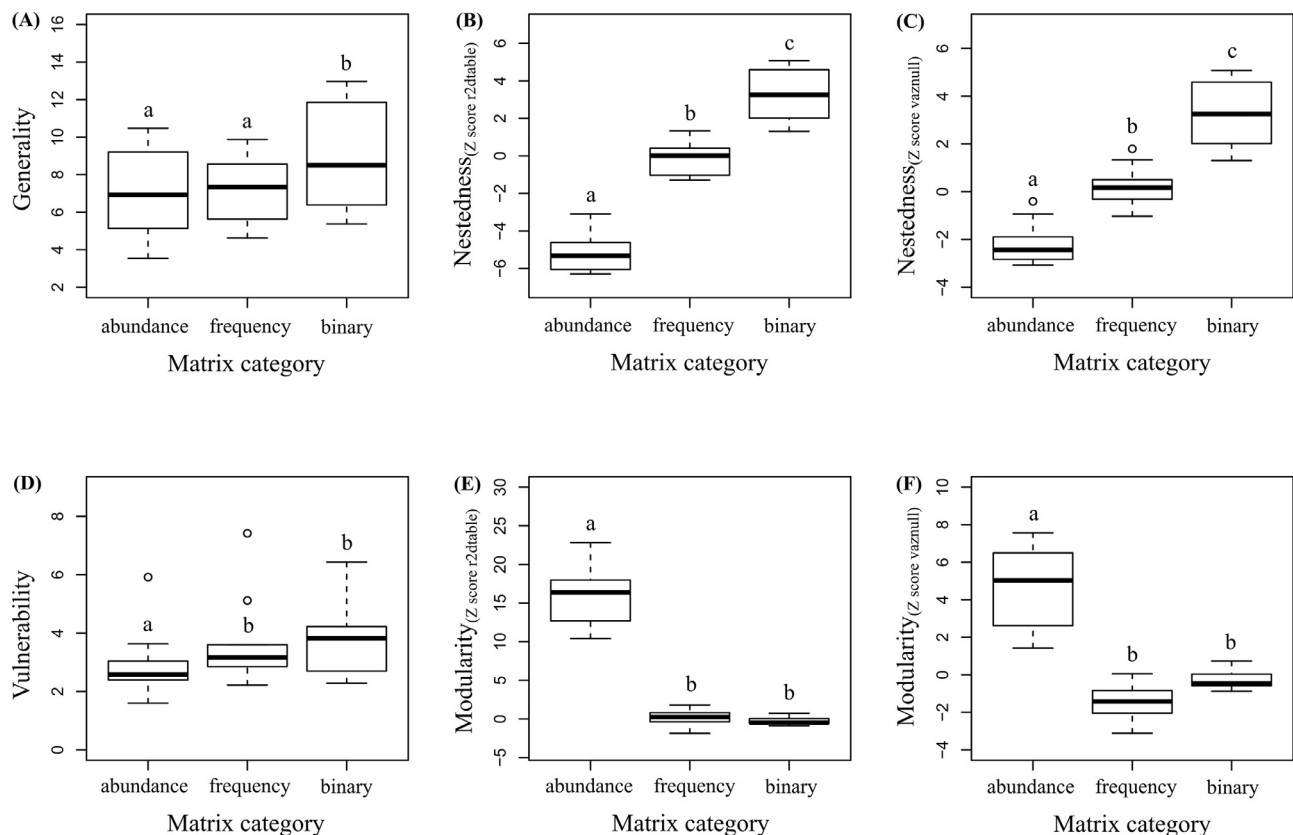 (A)
Generality
16
14
12
10
8
6
4
2
a
a
b
abundance frequency binary
Matrix category
(B)
Nestedness(Z score r2dtable)
6
4
2
0
−2
−4
−6
a
b
c
abundance frequency binary
Matrix category
(C)
Nestedness(Z score vaznull)
6
4
2
0
−2
−4
a
b
c
abundance frequency binary
Matrix category
(D)
Vulnerability
8
6
4
2
0
a
b
b
abundance frequency binary
Matrix category
(E)
Modularity(Z score r2dtable)
30
25
20
15
10
5
0
−5
a
b
b
abundance frequency binary
Matrix category
(F)
Modularity(Z score vaznull)
10
8
6
4
2
0
−2
−4
a
b
b
abundance frequency binary
Matrix category